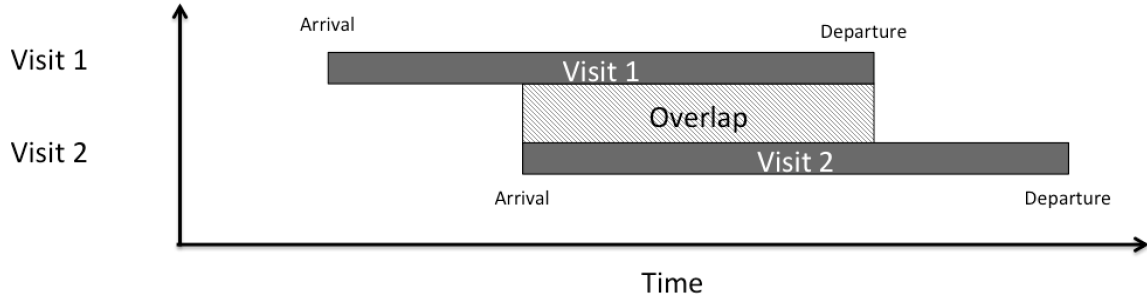 Arrival
Departure
Visit 1
Visit 1
Overlap
Visit 2
Visit 2
Arrival
Departure
Time